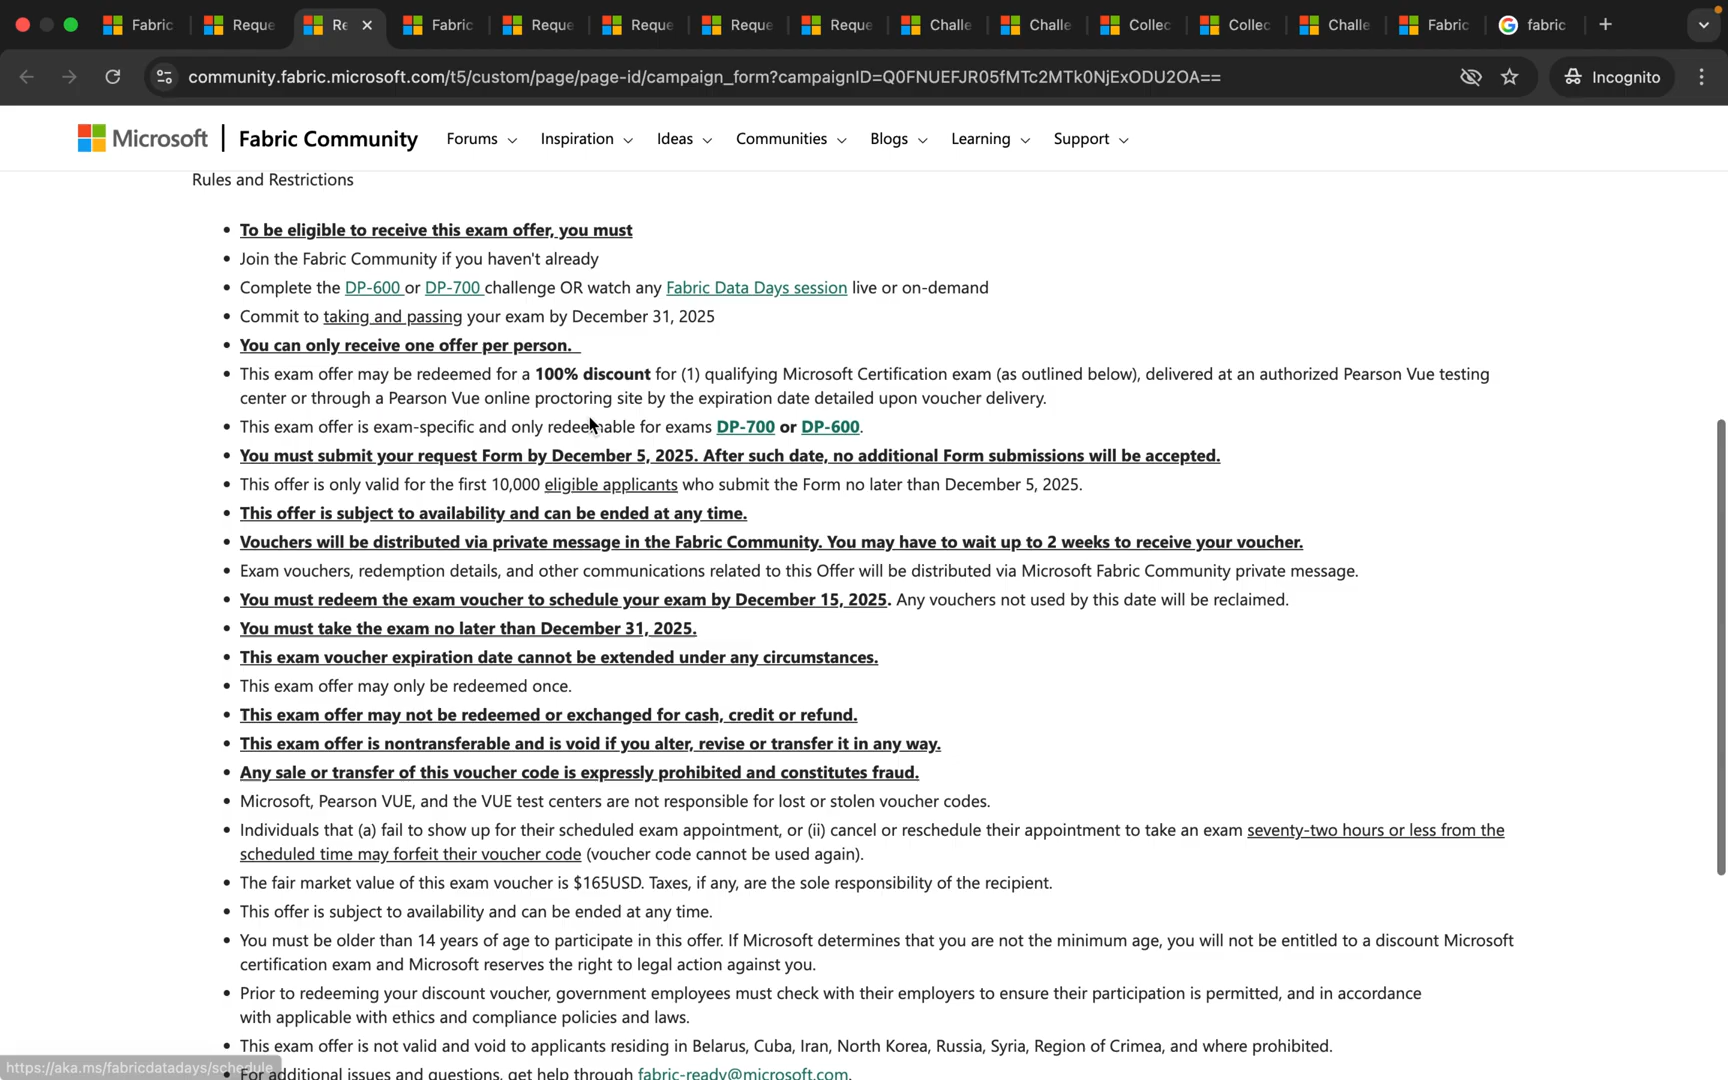 Fabric
Reque
Re
Fabric
Reque
Reque
Reque
Reque
Challe
Challe
Collec
Collec
Challe
Fabric
fabric
community.fabric.microsoft.com/t5/custom/page/page-id/campaign_form?campaignID=Q0FNUEFJR05fMTc2MTk0NjExODU2OA==
Incognito
Microsoft | Fabric Community
Forums
Inspiration
Ideas
Communities
Blogs
Learning
Support
Rules and Restrictions
• To be eligible to receive this exam offer, you must
• Join the Fabric Community if you haven't already
• Complete the DP-600 or DP-700 challenge OR watch any Fabric Data Days session live or on-demand
• Commit to taking and passing your exam by December 31, 2025
• You can only receive one offer per person.
• This exam offer may be redeemed for a 100% discount for (1) qualifying Microsoft Certification exam (as outlined below), delivered at an authorized Pearson Vue testing
center or through a Pearson Vue online proctoring site by the expiration date detailed upon voucher delivery.
• This exam offer is exam-specific and only redeemable for exams DP-700 or DP-600.
• You must submit your request Form by December 5, 2025. After such date, no additional Form submissions will be accepted.
• This offer is only valid for the first 10,000 eligible applicants who submit the Form no later than December 5, 2025.
• This offer is subject to availability and can be ended at any time.
• Vouchers will be distributed via private message in the Fabric Community. You may have to wait up to 2 weeks to receive your voucher.
• Exam vouchers, redemption details, and other communications related to this Offer will be distributed via Microsoft Fabric Community private message.
• You must redeem the exam voucher to schedule your exam by December 15, 2025. Any vouchers not used by this date will be reclaimed.
• You must take the exam no later than December 31, 2025.
• This exam voucher expiration date cannot be extended under any circumstances.
• This exam offer may only be redeemed once.
• This exam offer may not be redeemed or exchanged for cash, credit or refund.
• This exam offer is nontransferable and is void if you alter, revise or transfer it in any way.
• Any sale or transfer of this voucher code is expressly prohibited and constitutes fraud.
• Microsoft, Pearson VUE, and the VUE test centers are not responsible for lost or stolen voucher codes.
• Individuals that (a) fail to show up for their scheduled exam appointment, or (ii) cancel or reschedule their appointment to take an exam seventy-two hours or less from the
scheduled time may forfeit their voucher code (voucher code cannot be used again).
• The fair market value of this exam voucher is $165USD. Taxes, if any, are the sole responsibility of the recipient.
• This offer is subject to availability and can be ended at any time.
• You must be older than 14 years of age to participate in this offer. If Microsoft determines that you are not the minimum age, you will not be entitled to a discount Microsoft
certification exam and Microsoft reserves the right to legal action against you.
• Prior to redeeming your discount voucher, government employees must check with their employers to ensure their participation is permitted, and in accordance
with applicable with ethics and compliance policies and laws.
• This exam offer is not valid and void to applicants residing in Belarus, Cuba, Iran, North Korea, Russia, Syria, Region of Crimea, and where prohibited.
https://aka.ms/fabricdatadays/schedule
• For additional issues and questions, get help through fabric-ready@microsoft.com.